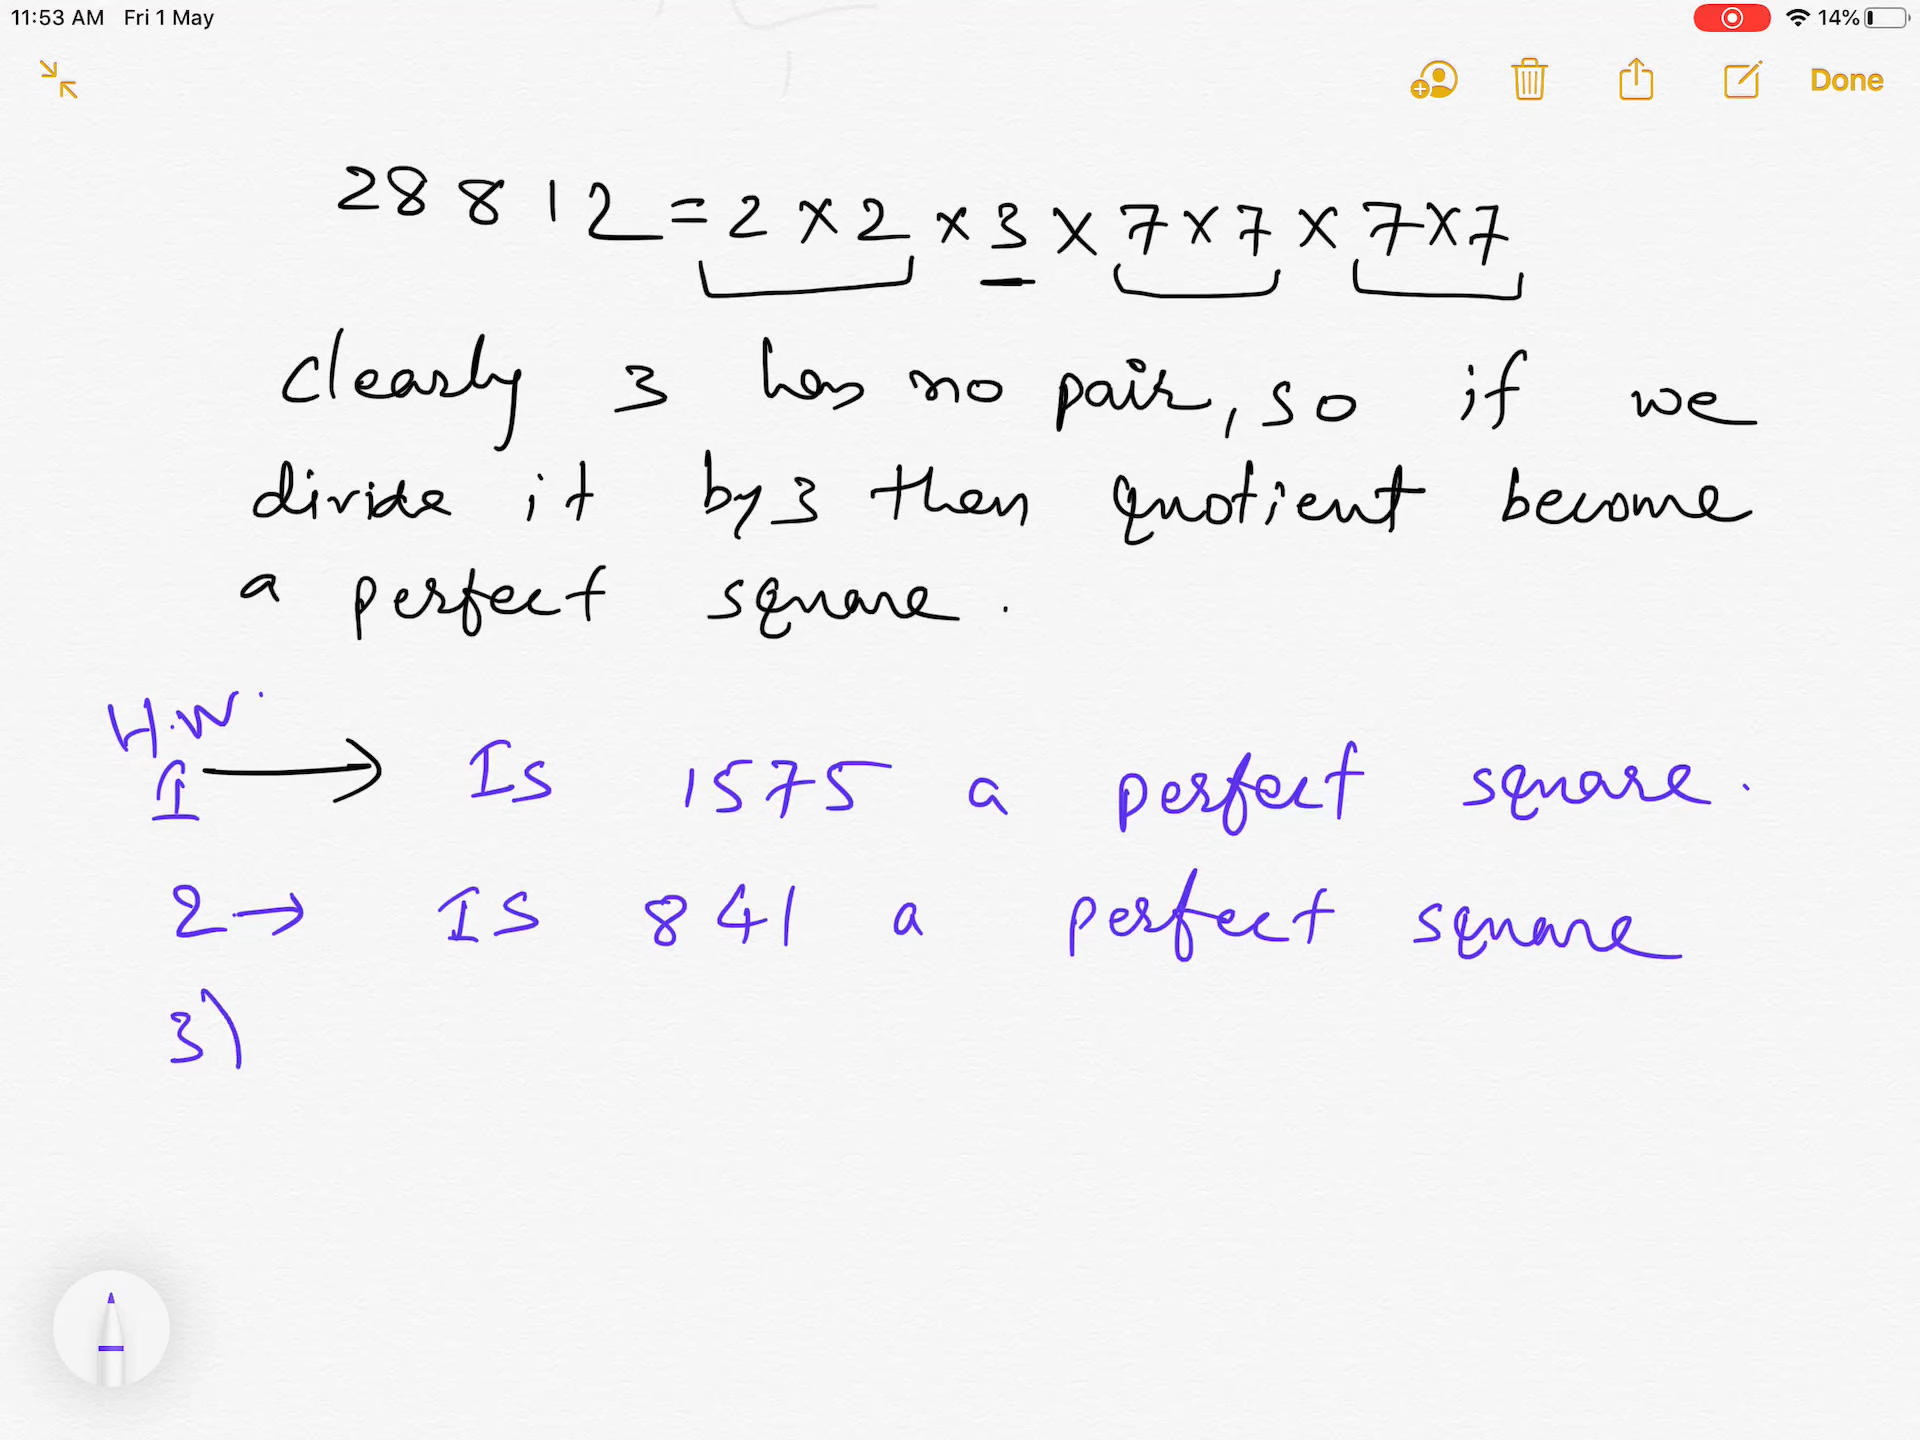 11:53 AM Fri 1 May 14%
Done
28812 = 2 × 2 × 3 × 7 × 7 × 7 × 7
clearly 3 has no pair, so if we
divide it by 3 then quotient become
a perfect square.
H.W.
1 → Is 1575 a perfect square.
2 → Is 841 a perfect square
3)